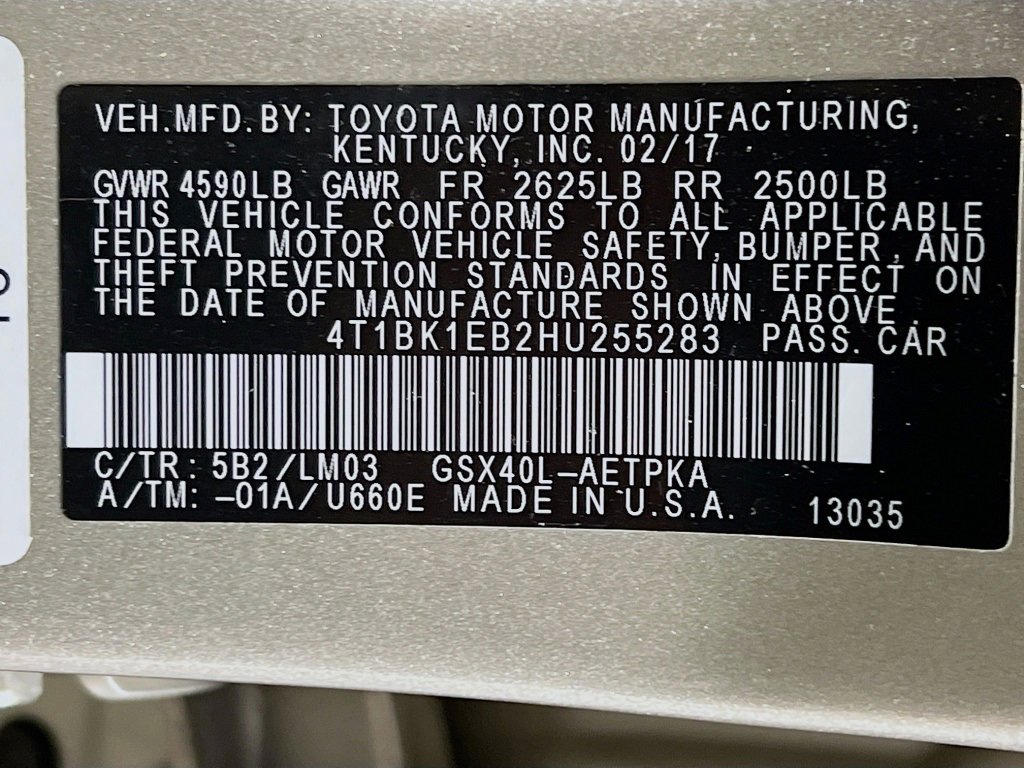 VEH.MFD.BY: TOYOTA MOTOR MANUFACTURING,
KENTUCKY, INC. 02/17
GVWR 4590LB GAWR FR 2625LB RR 2500LB
THIS VEHICLE CONFORMS TO ALL APPLICABLE
FEDERAL MOTOR VEHICLE SAFETY, BUMPER, AND
THEFT PREVENTION STANDARDS IN EFFECT ON
THE DATE OF MANUFACTURE SHOWN ABOVE.
4T1BK1EB2HU255283 PASS. CAR
C/TR: 5B2/LM03 GSX40L-AETPKA
A/TM: -01A/U660E MADE IN U.S.A. 13035